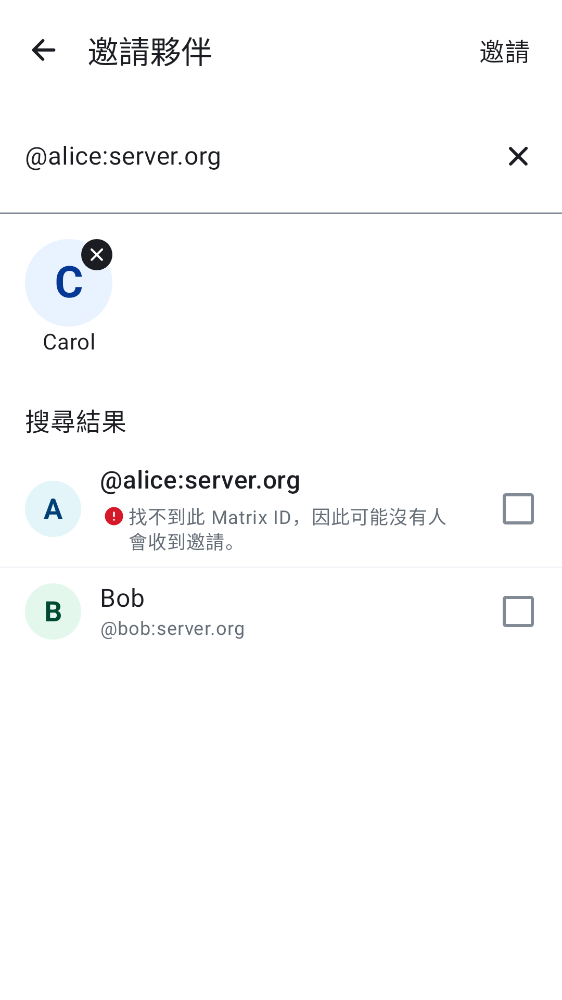 邀請夥伴
邀請
@alice:server.org
C
Carol
搜尋結果
A
@alice:server.org
找不到此 Matrix ID，因此可能沒有人
會收到邀請。
B
Bob
@bob:server.org